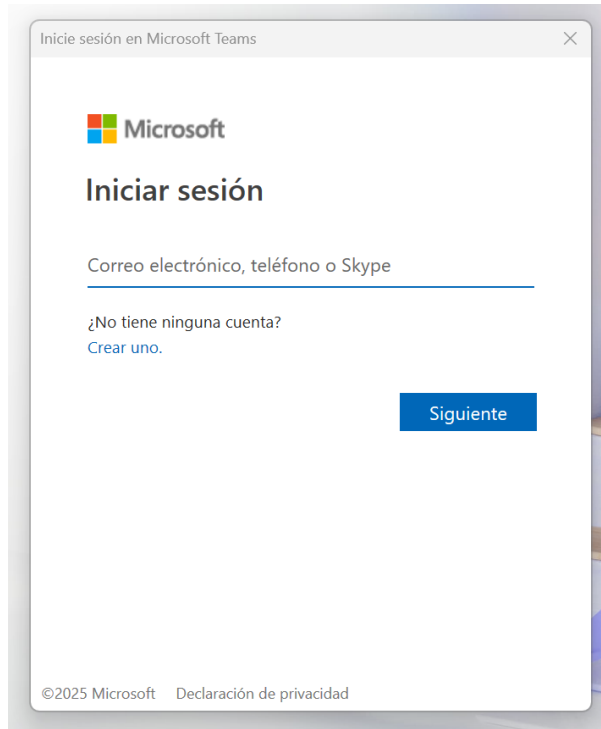 Inicie sesión en Microsoft Teams
Microsoft
Iniciar sesión
Correo electrónico, teléfono o Skype
¿No tiene ninguna cuenta?
Crear uno.
Siguiente
©2025 Microsoft Declaración de privacidad